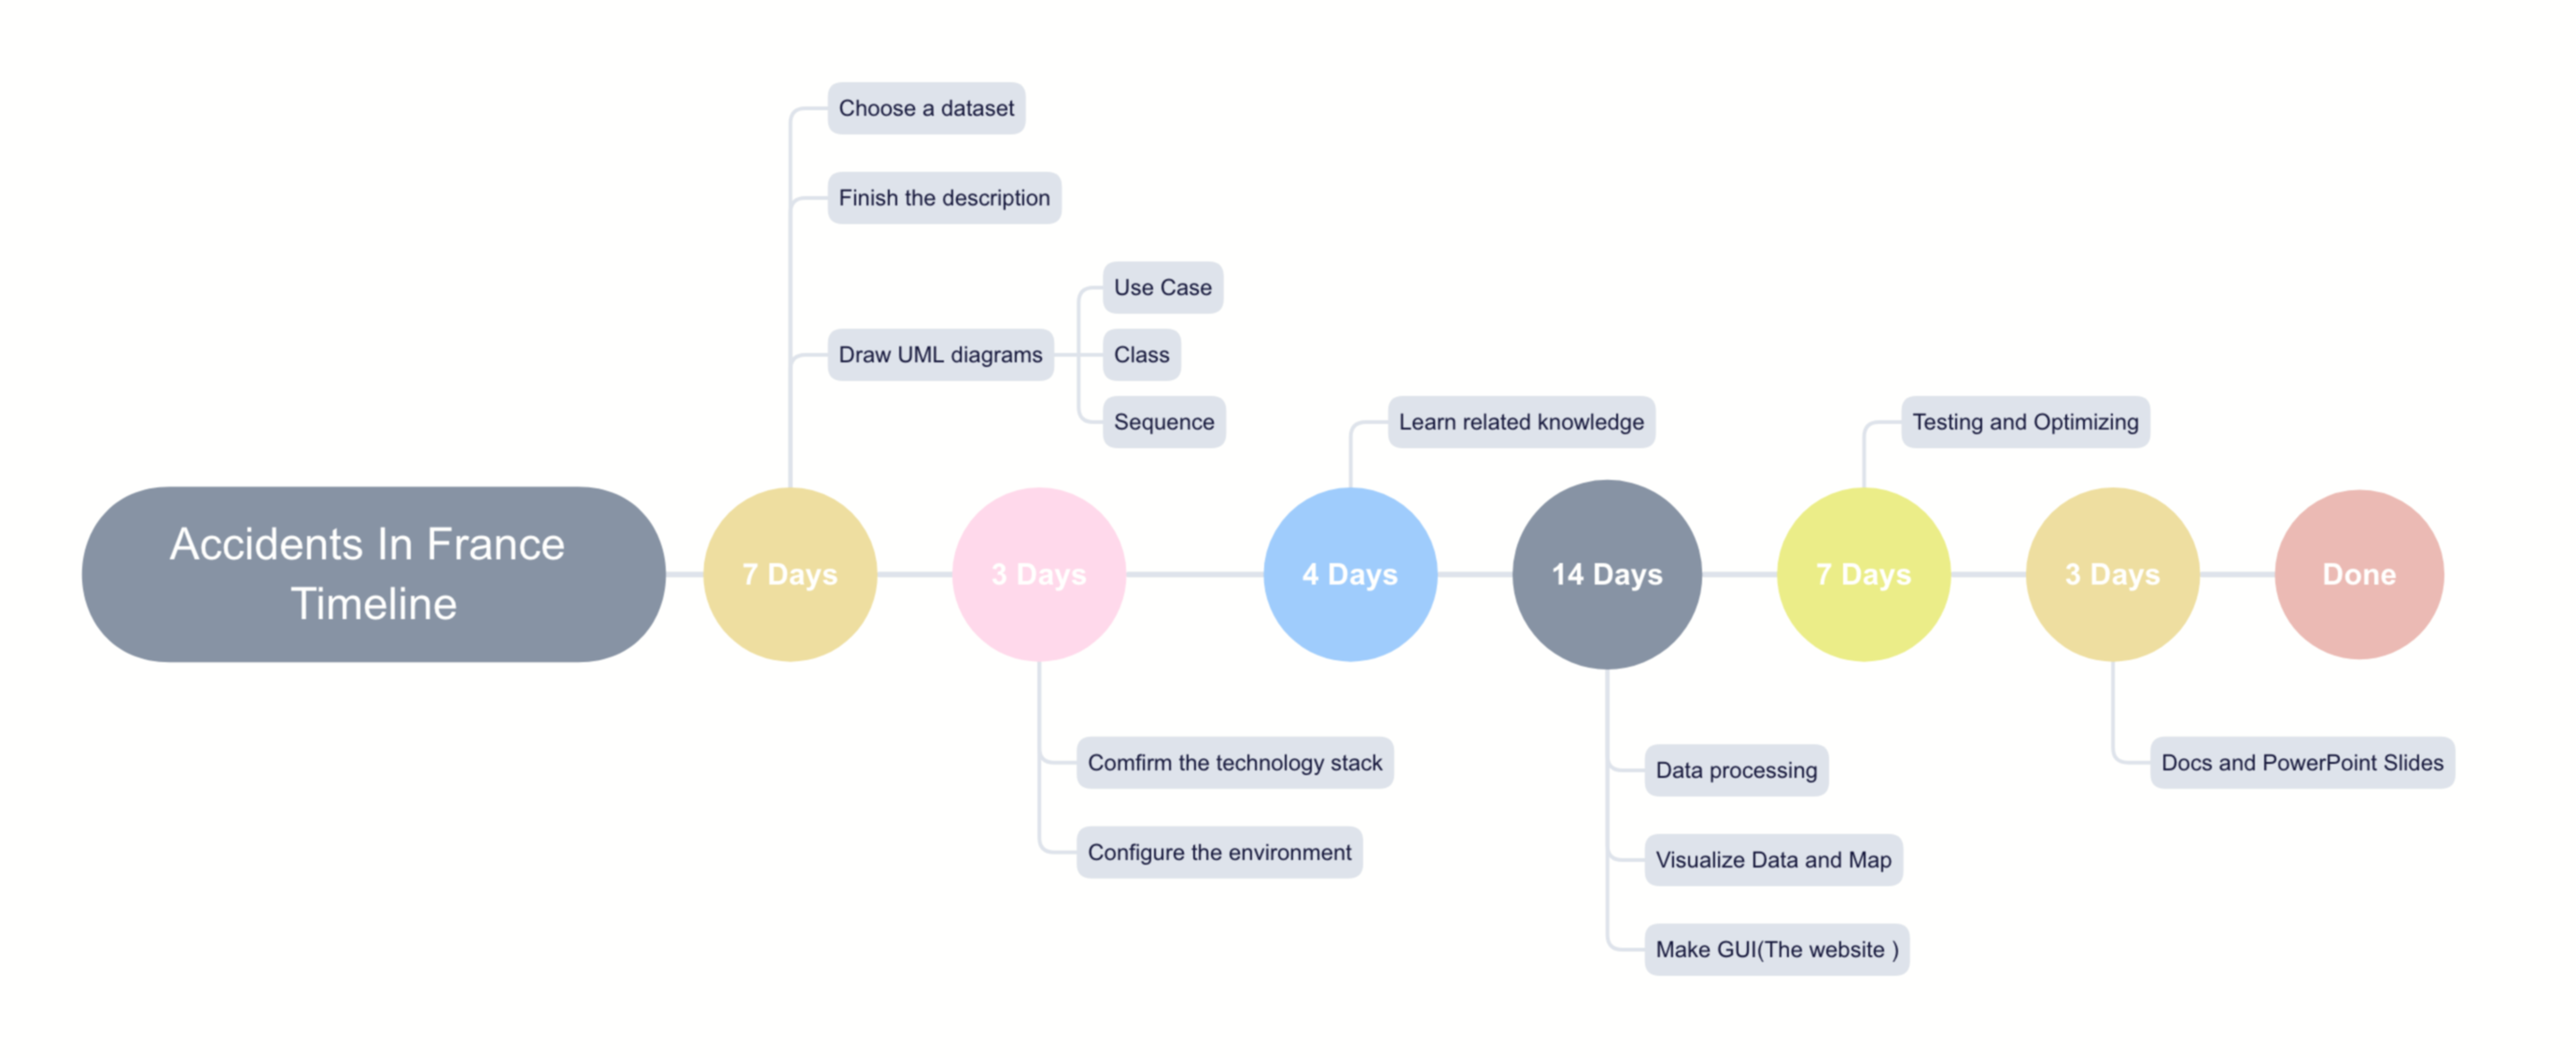 Choose a dataset
Finish the description
Use Case
Draw UML diagrams
Class
Sequence
Learn related knowledge
Testing and Optimizing
Accidents In France
Timeline
7 Days
3 Days
4 Days
14 Days
7 Days
3 Days
Done
Comfirm the technology stack
Configure the environment
Data processing
Visualize Data and Map
Make GUI(The website )
Docs and PowerPoint Slides